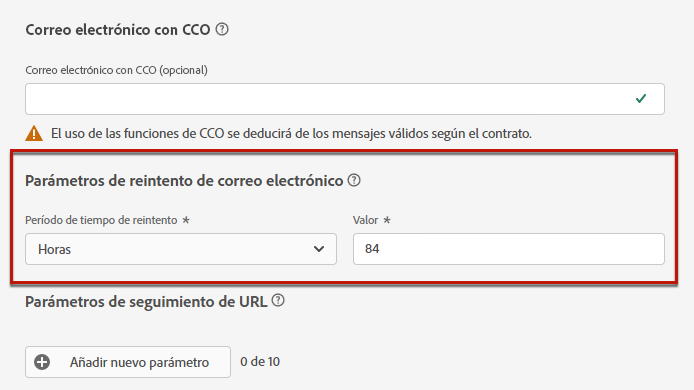 Correo electrónico con CCO
Correo electrónico con CCO (opcional)
El uso de las funciones de CCO se deducirá de los mensajes válidos según el contrato.
Parámetros de reintento de correo electrónico
Período de tiempo de reintento * Valor *
Horas 84
Parámetros de seguimiento de URL
Añadir nuevo parámetro 0 de 10